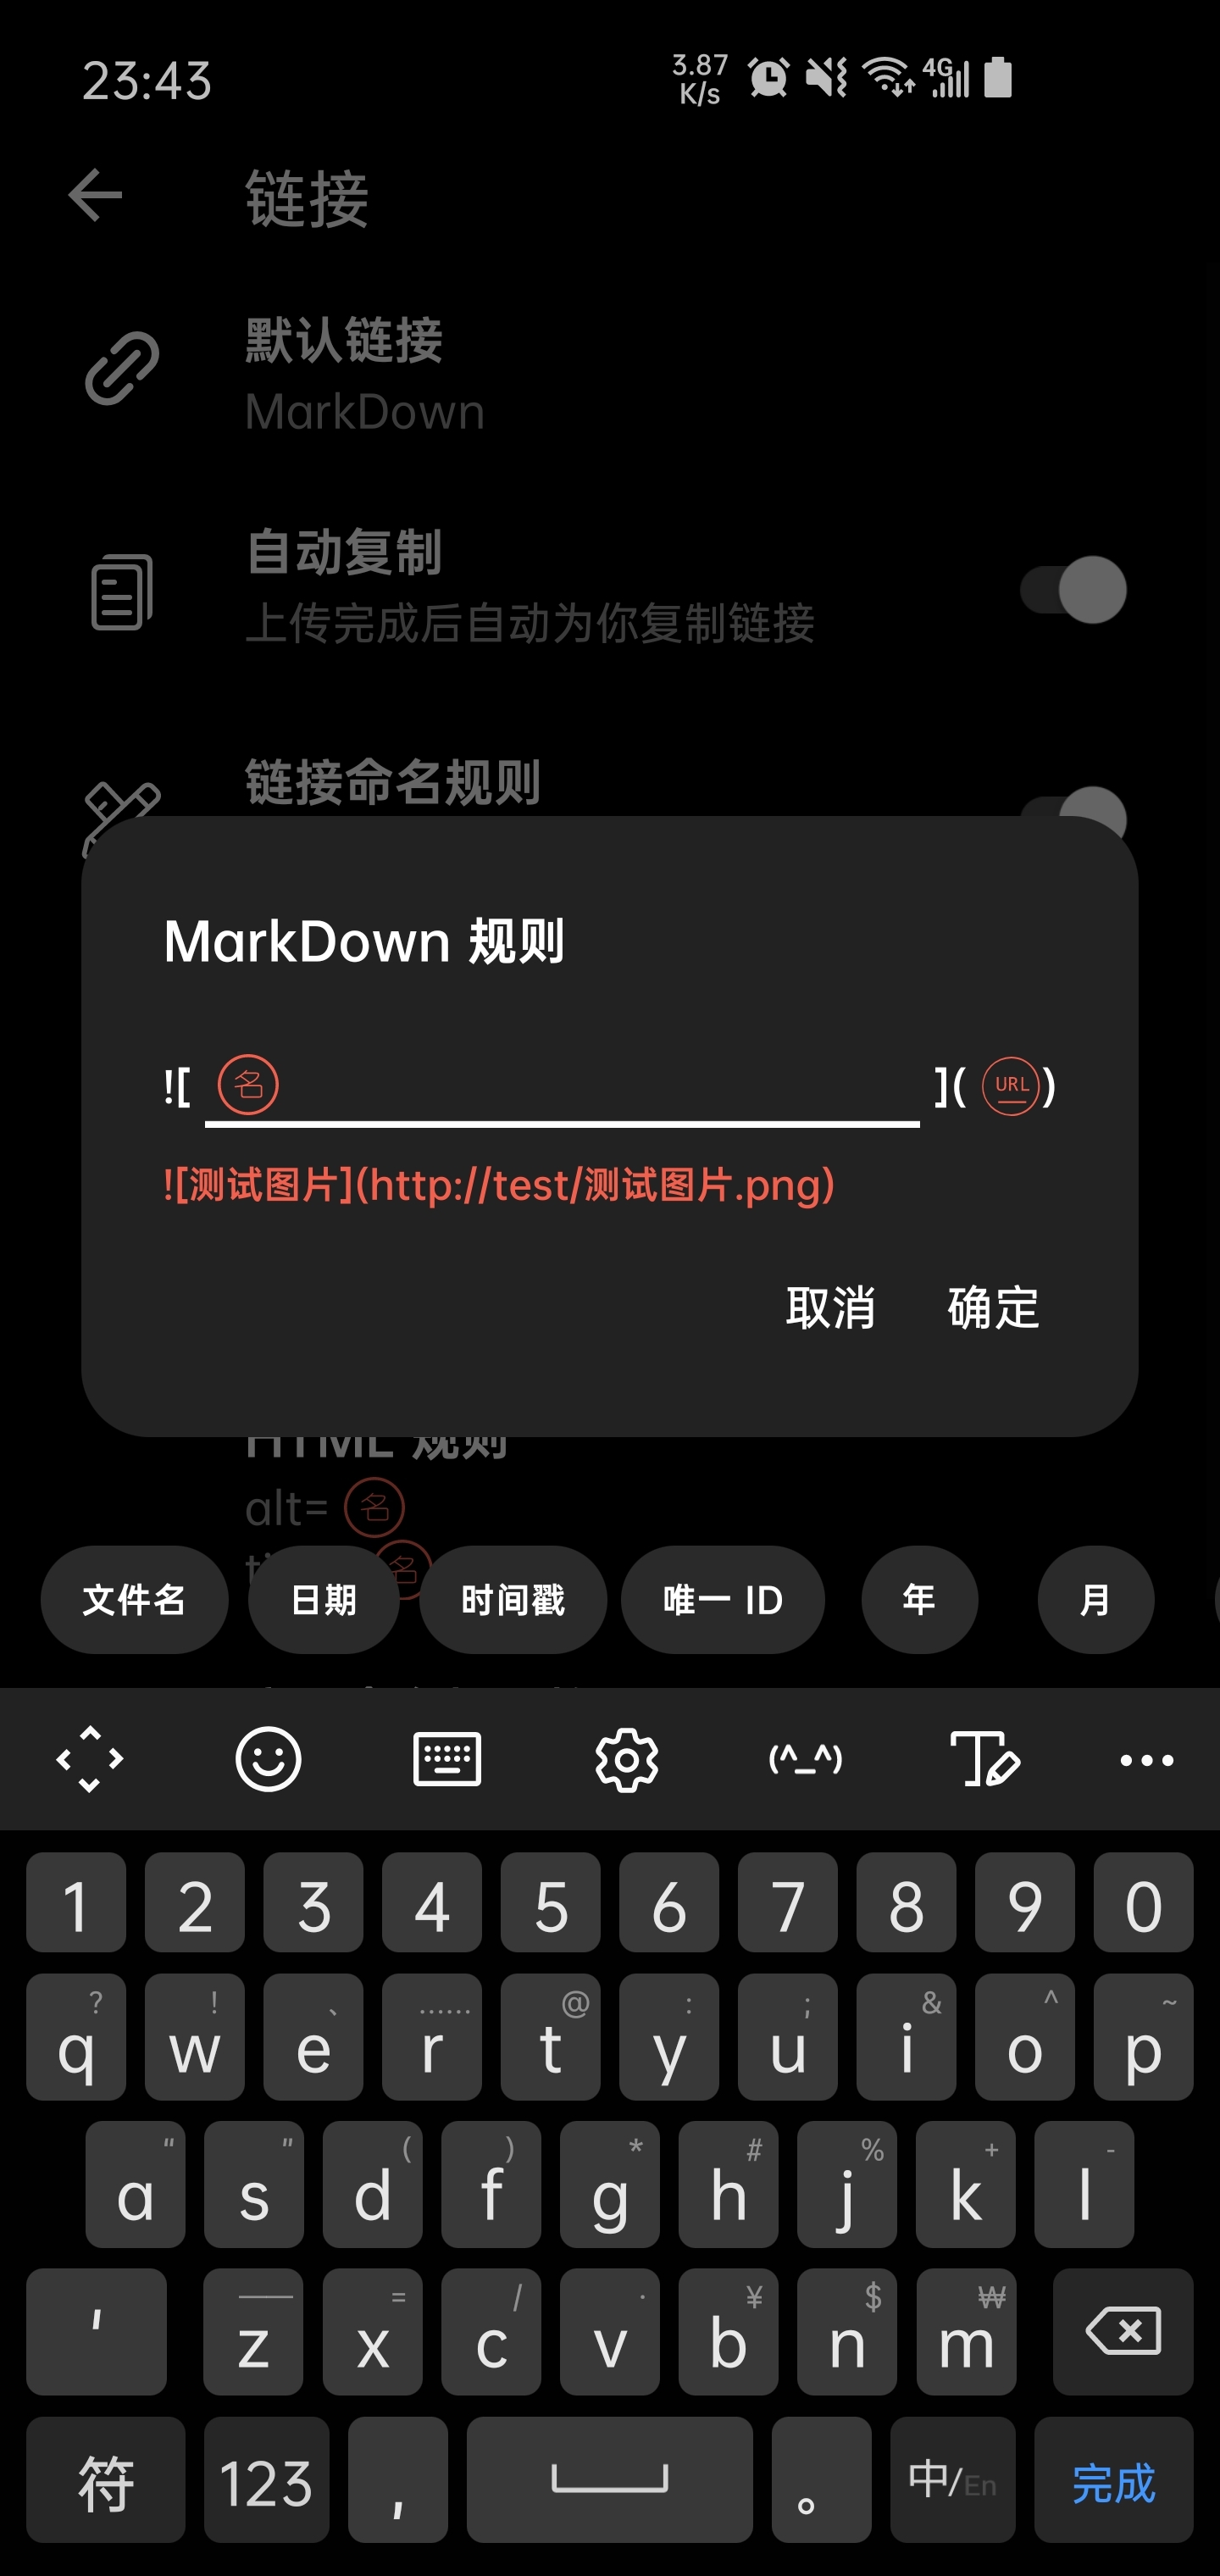 23:43
3.87
K/s
4G
链接
默认链接
MarkDown
自动复制
上传完成后自动为你复制链接
链接命名规则
MarkDown 规则
![ 名 ]( URL )
![测试图片](http://test/测试图片.png)
取消 确定
HTML 规则
alt= 名
名
文件名 日期 时间戳 唯一 ID 年 月
(^_^)
1 2 3 4 5 6 7 8 9 0
? ! 、 …… @ : ; & ^ ~
q w e r t y u i o p
“ ” ( ) * # % + -
a s d f g h j k l
—— = / · ¥ $ ₩
' z x c v b n m
符 123 , 。 中/En 完成